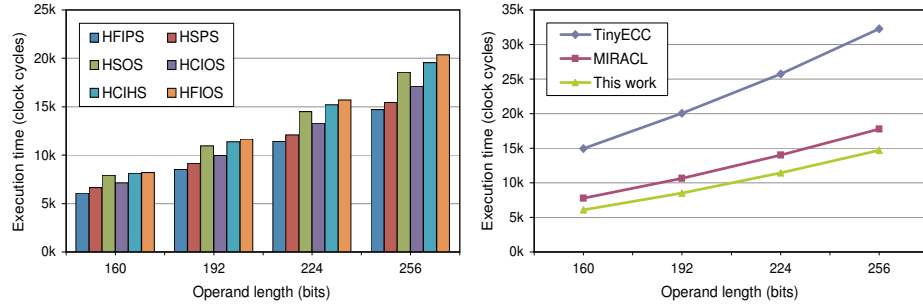 25k
20k
15k
10k
5k
0k
Execution time (clock cycles)
HFIPS
HSPS
HSOS
HCIOS
HCIHS
HFIOS
160
192
224
256
Operand length (bits)
35k
30k
25k
20k
15k
10k
5k
0k
Execution time (clock cycles)
TinyECC
MIRACL
This work
160
192
224
256
Operand length (bits)